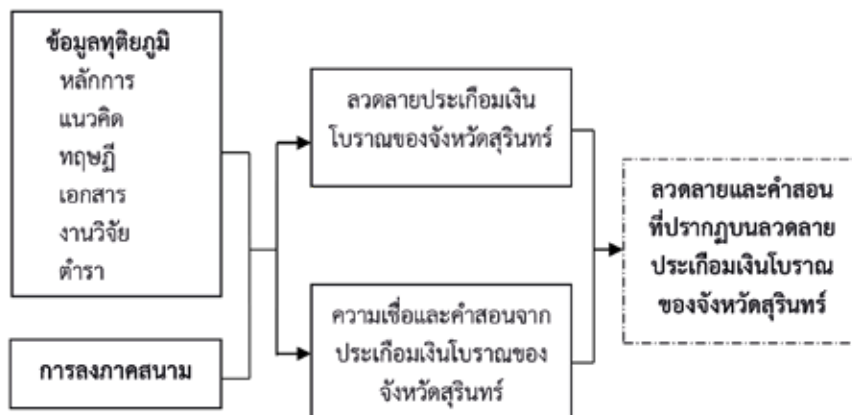 ข้อมูลทุติยภูมิ
หลักการ
แนวคิด
ทฤษฎี
เอกสาร
งานวิจัย
ตำรา
การลงภาคสนาม
ลวดลายประเกือมเงิน
โบราณของจังหวัดสุรินทร์
ความเชื่อและคำสอนจาก
ประเกือมเงินโบราณของ
จังหวัดสุรินทร์
ลวดลายและคำสอน
ที่ปรากฏบนลวดลาย
ประเกือมเงินโบราณ
ของจังหวัดสุรินทร์